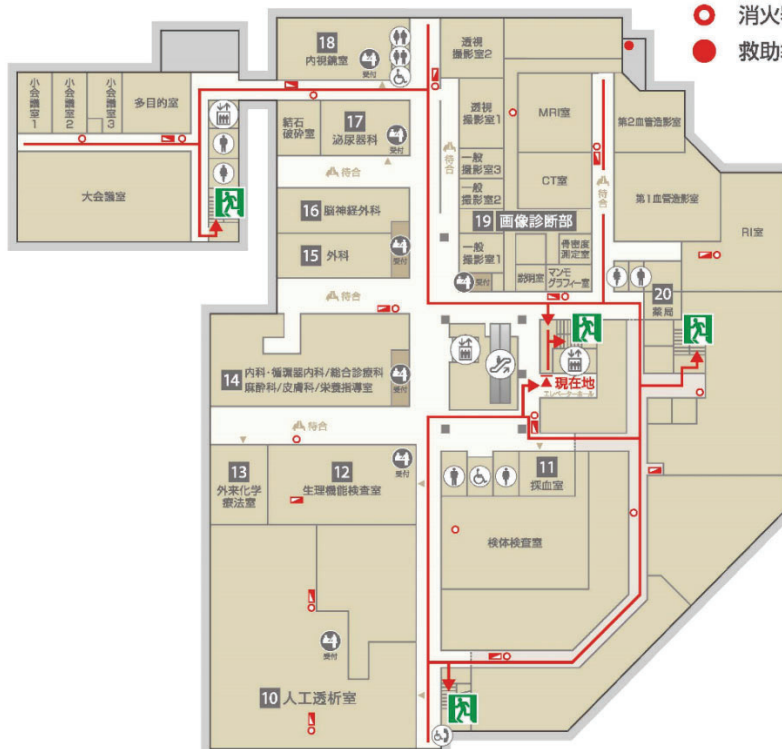 消火
救助
18
内視鏡室
受付
透視
撮影室2
小会議室1
小会議室2
小会議室3
多目的室
結石
破砕室
17
泌尿器科
受付
透視
撮影室1
MRI室
第2血管造影室
待合
待合
一般
撮影室3
一般
撮影室2
CT室
待合
大会議室
16
脳神経外科
19
画像診断部
第1血管造影室
RI室
15
外科
受付
一般
撮影室1
骨密度
測定室
説明室
マンモ
グラフィー室
受付
待合
20
薬局
14
内科・循環器内科/総合診療科
麻酔科/皮膚科/栄養指導室
受付
現在地
エレベーターホール
待合
13
外来化学
療法室
12
生理機能検査室
受付
11
採血室
検体検査室
受付
10
人工透析室